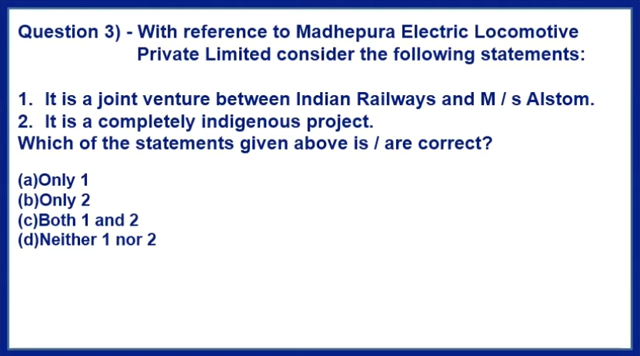 Question 3) - With reference to Madhepura Electric Locomotive
Private Limited consider the following statements:
1. It is a joint venture between Indian Railways and M / s Alstom.
2. It is a completely indigenous project.
Which of the statements given above is / are correct?
(a)Only 1
(b)Only 2
(c)Both 1 and 2
(d)Neither 1 nor 2